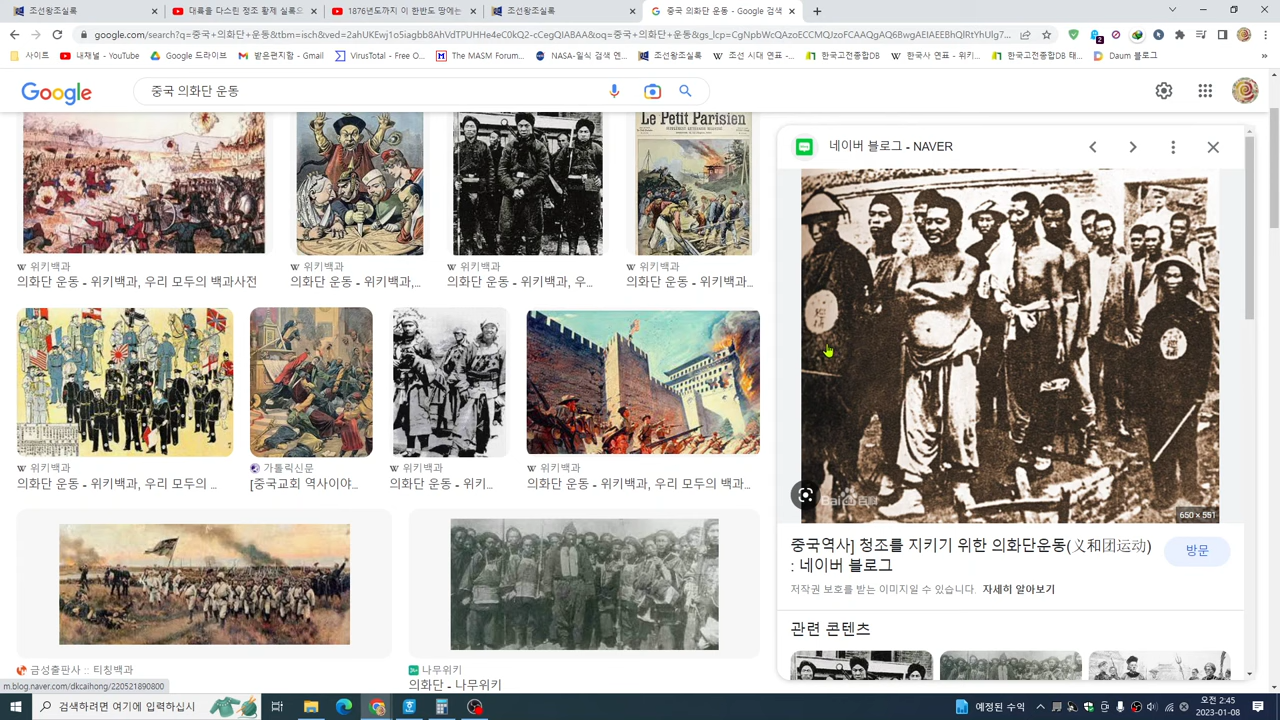 조선왕조실록
대륙을 다스린 정조 황제 실록으
1876년도까지 이 한반도 땅에는
조선왕조실록
중국 의화단 운동 - Google 검색
google.com/search?q=중국+의화단+운동&tbm=isch&ved=2ahUKEwj1o5iagbb8AhVdTPUHHe4eC0kQ2-cCegQIABAA&oq=중국+의화단+운동&gs_lcp=CgNpbWcQAzoECCMQJzoFCAAQgAQ6BwgAEIAEEBhQIRtYhUlg7...
사이트
내채널 - YouTube
Google 드라이브
받은편지함 - Gmail
VirusTotal - Free O...
The MASM Forum...
NASA-일식 검색 엔...
조선왕조실록
조선 시대 연표 -...
한국고전종합DB
한국사 연표 - 위키...
한국고전종합DB 태...
Daum 블로그
»
Google
중국 의화단 운동
Le Petit Parisien
위키백과
의화단 운동 - 위키백과, 우리 모두의 백과사전
위키백과
의화단 운동 - 위키백과,...
위키백과
의화단 운동 - 위키백과, 우...
위키백과
의화단 운동 - 위키백과...
위키백과
의화단 운동 - 위키백과, 우리 모두의 ...
가톨릭신문
[중국교회 역사이야...
위키백과
의화단 운동 - 위키...
위키백과
의화단 운동 - 위키백과, 우리 모두의 백과...
금성출판사 :: 티칭백과
나무위키
의화단 - 나무위키
m.blog.naver.com/dkcaihong/220521890800
네이버 블로그 - NAVER
Bai 百科
650 × 551
중국역사] 청조를 지키기 위한 의화단운동(义和团运动)
: 네이버 블로그
방문
저작권 보호를 받는 이미지일 수 있습니다. 자세히 알아보기
관련 콘텐츠
검색하려면 여기에 입력하십시
예정된 수익
오전 2:45
2023-01-08